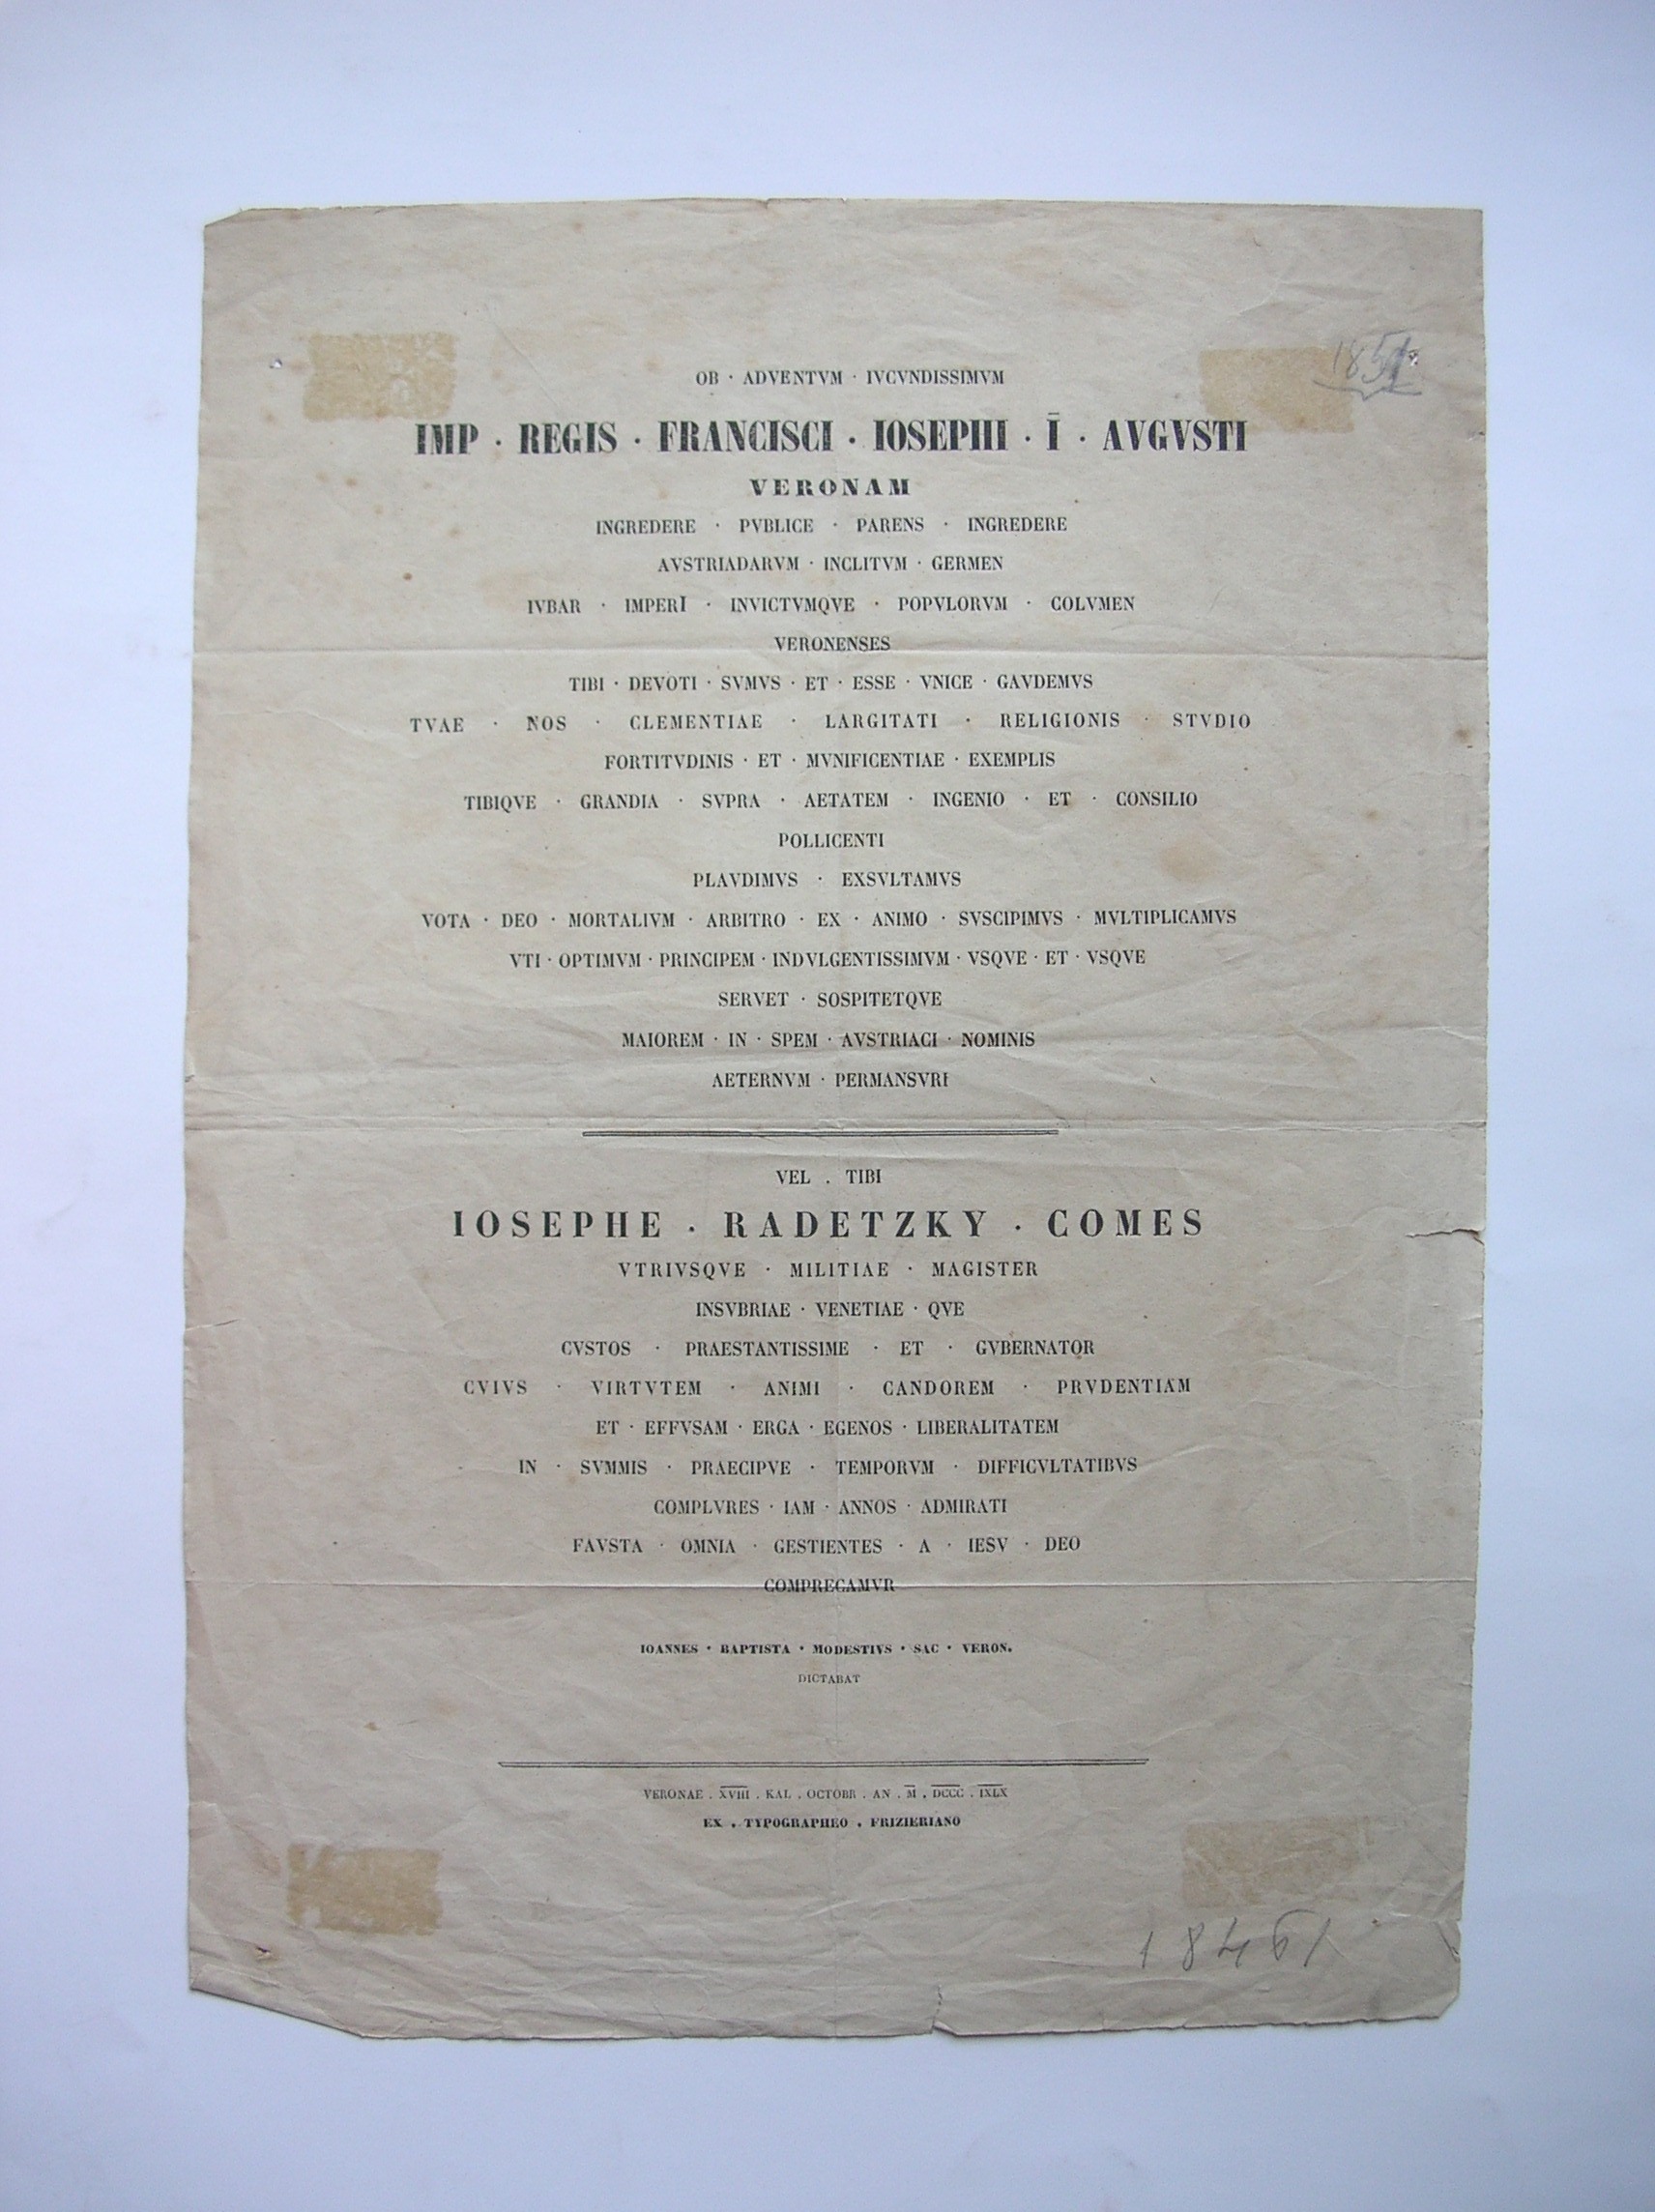 1851
OB · ADVENTVM · IVCVNDISSIMVM
IMP · REGIS · FRANCISCI · IOSEPHI · Ī · AVGVSTI
VERONAM
INGREDERE · PVBLICE · PARENS · INGREDERE
AVSTRIADARVM · INCLITVM · GERMEN
IVBAR · IMPERI · INVICTVMQVE · POPVLORVM · COLVMEN
VERONENSES
TIBI · DEVOTI · SVMVS · ET · ESSE · VNICE · GAVDEMVS
TVAE · NOS · CLEMENTIAE · LARGITATI · RELIGIONIS · STVDIO
FORTITVDINIS · ET · MVNIFICENTIAE · EXEMPLIS
TIBIQVE · GRANDIA · SVPRA · AETATEM · INGENIO · ET · CONSILIO
POLLICENTI
PLAVDIMVS · EXSVLTAMVS
VOTA · DEO · MORTALIVM · ARBITRO · EX · ANIMO · SVSCIPIMVS · MVLTIPLICAMVS
VTI · OPTIMVM · PRINCIPEM · INDVLGENTISSIMVM · VSQVE · ET · VSQVE
SERVET · SOSPITETQVE
MAIOREM · IN · SPEM · AVSTRIACI · NOMINIS
AETERNVM · PERMANSVRI
VEL . TIBI
IOSEPHE · RADETZKY · COMES
VTRIVSQVE · MILITIAE · MAGISTER
INSVBRIAE · VENETIAE · QVE
CVSTOS · PRAESTANTISSIME · ET · GVBERNATOR
CVIVS · VIRTVTEM · ANIMI · CANDOREM · PRVDENTIAM
ET · EFFVSAM · ERGA · EGENOS · LIBERALITATEM
IN · SVMMIS · PRAECIPVE · TEMPORVM · DIFFICVLTATIBVS
COMPLVRES · IAM · ANNOS · ADMIRATI
FAVSTA · OMNIA · GESTIENTES · A · IESV · DEO
COMPRECAMVR
IOANNES · BAPTISTA · MODESTIVS · SAC · VERON.
DICTABAT
VERONAE . X̅V̅I̅I̅I̅ . KAL . OCTOBR . AN . M̅ . D̅C̅C̅C̅ . I̅X̅L̅X̅
EX . TYPOGRAPHEO . FRIZIERIANO
18461